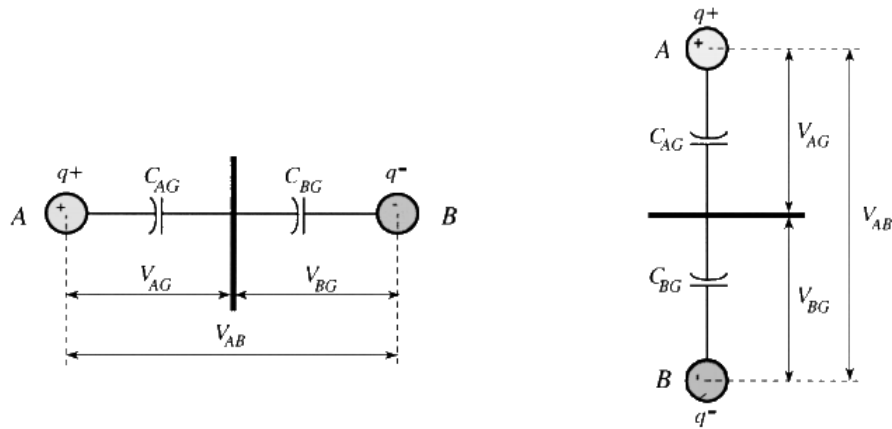 q+
A
+
C_AG
C_BG
q-
-
B
V_AG
V_BG
V_AB
q+
A
+
C_AG
V_AG
V_AB
C_BG
V_BG
B
q-